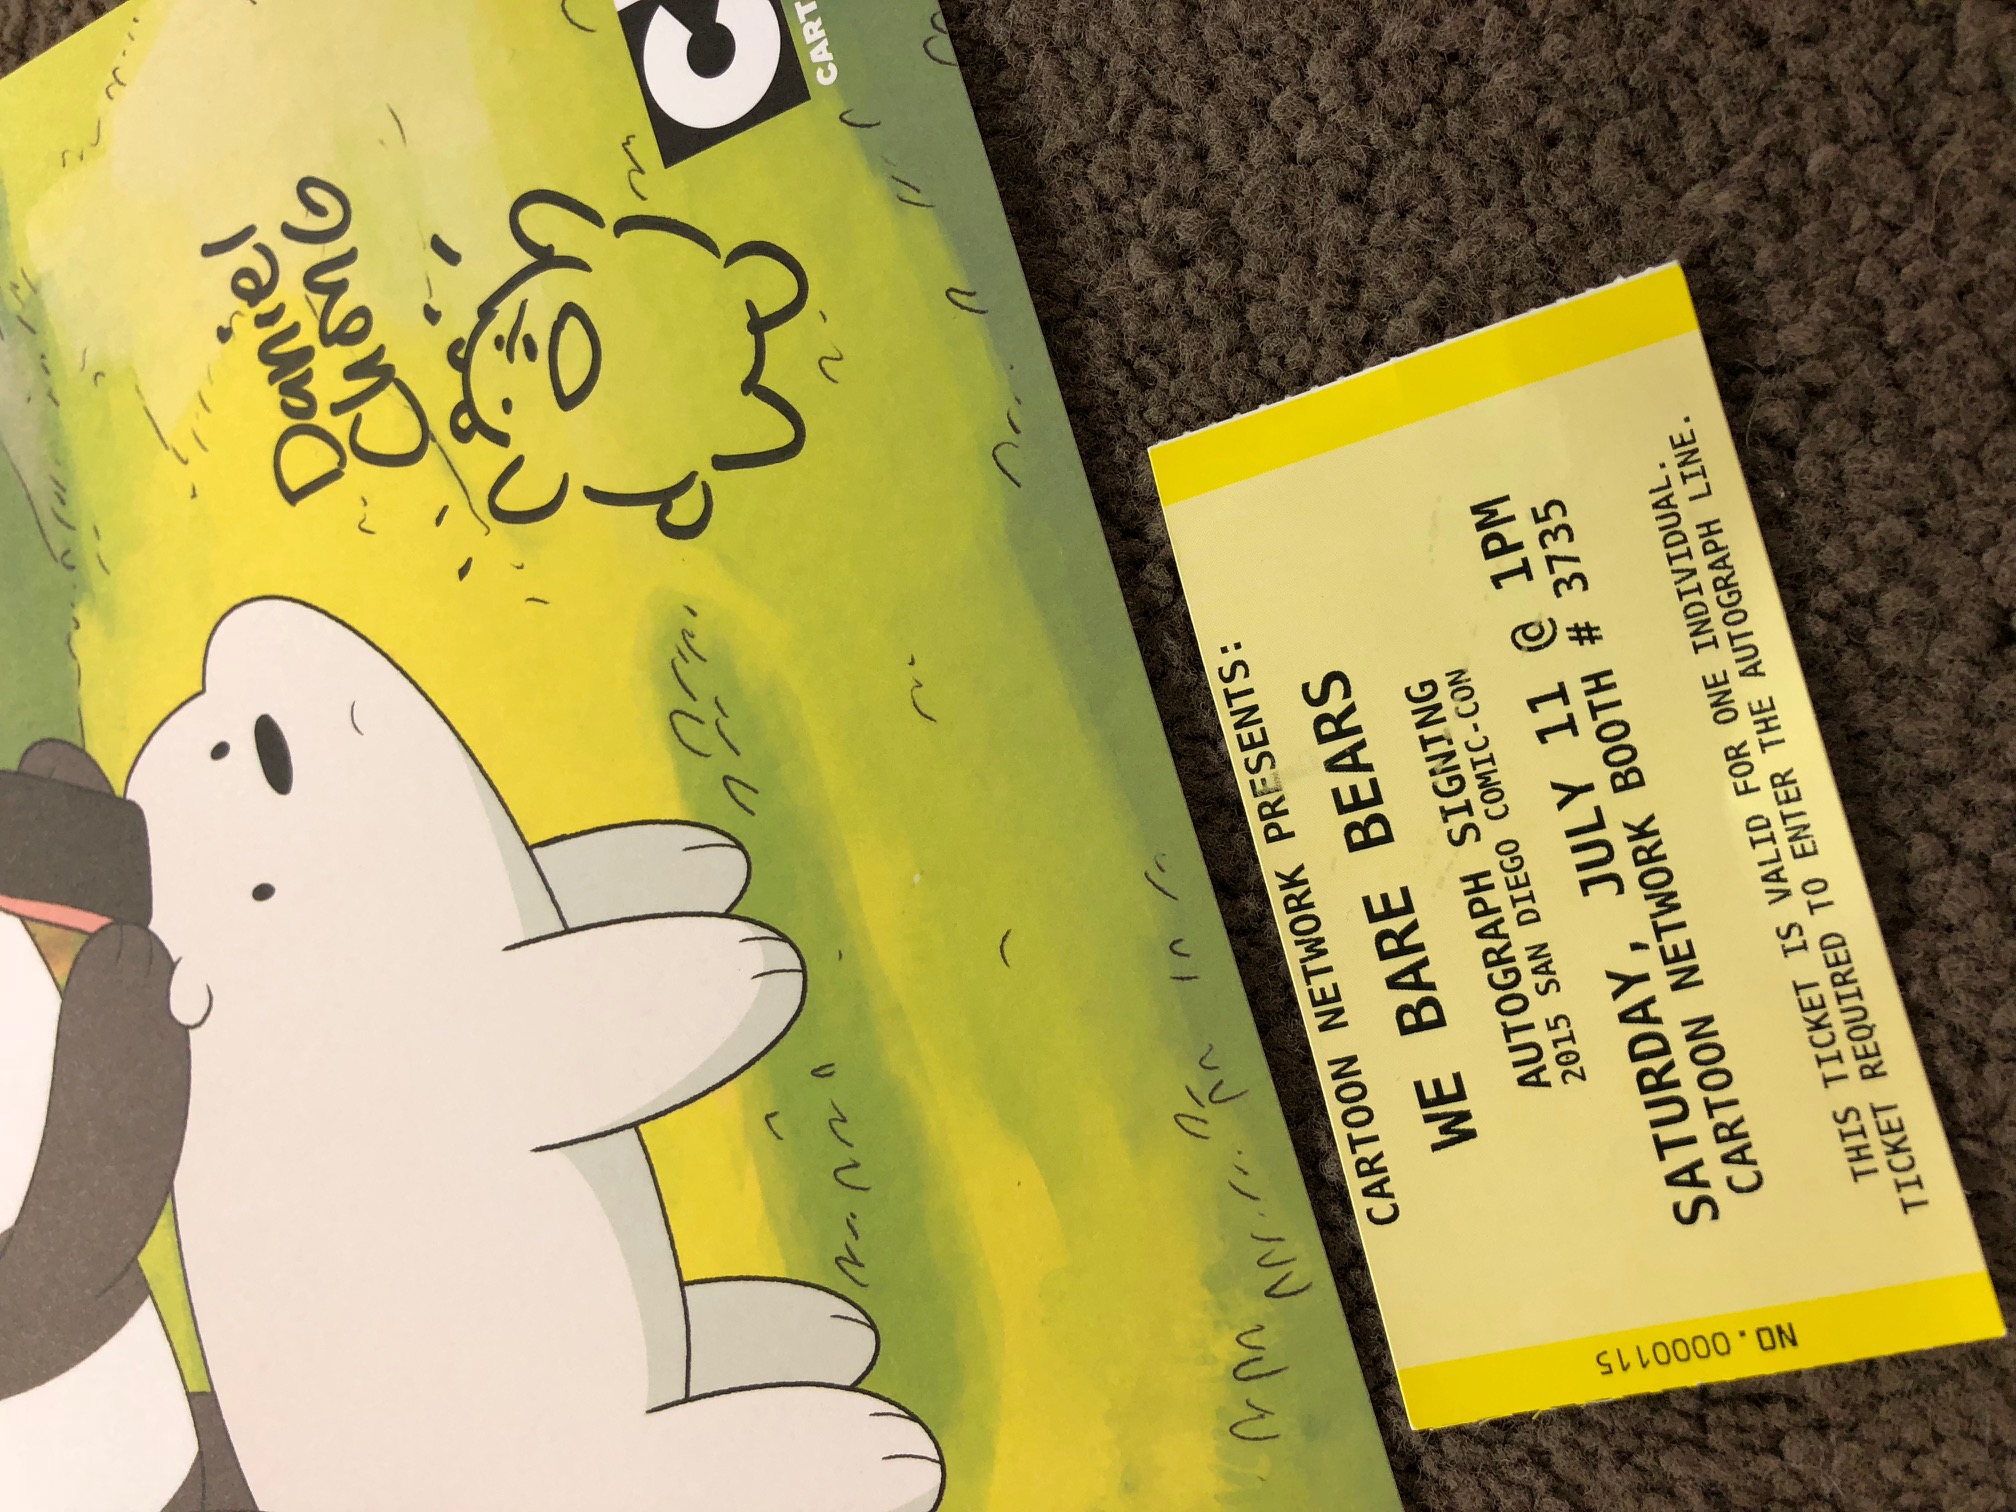 Daniel
Chong
C
CART
CARTOON NETWORK PRESENTS:
WE BARE BEARS
AUTOGRAPH SIGNING
2015 SAN DIEGO COMIC-CON
SATURDAY, JULY 11 @ 1PM
CARTOON NETWORK BOOTH # 3735
THIS TICKET IS VALID FOR ONE INDIVIDUAL.
TICKET REQUIRED TO ENTER THE AUTOGRAPH LINE.
NO.0000115